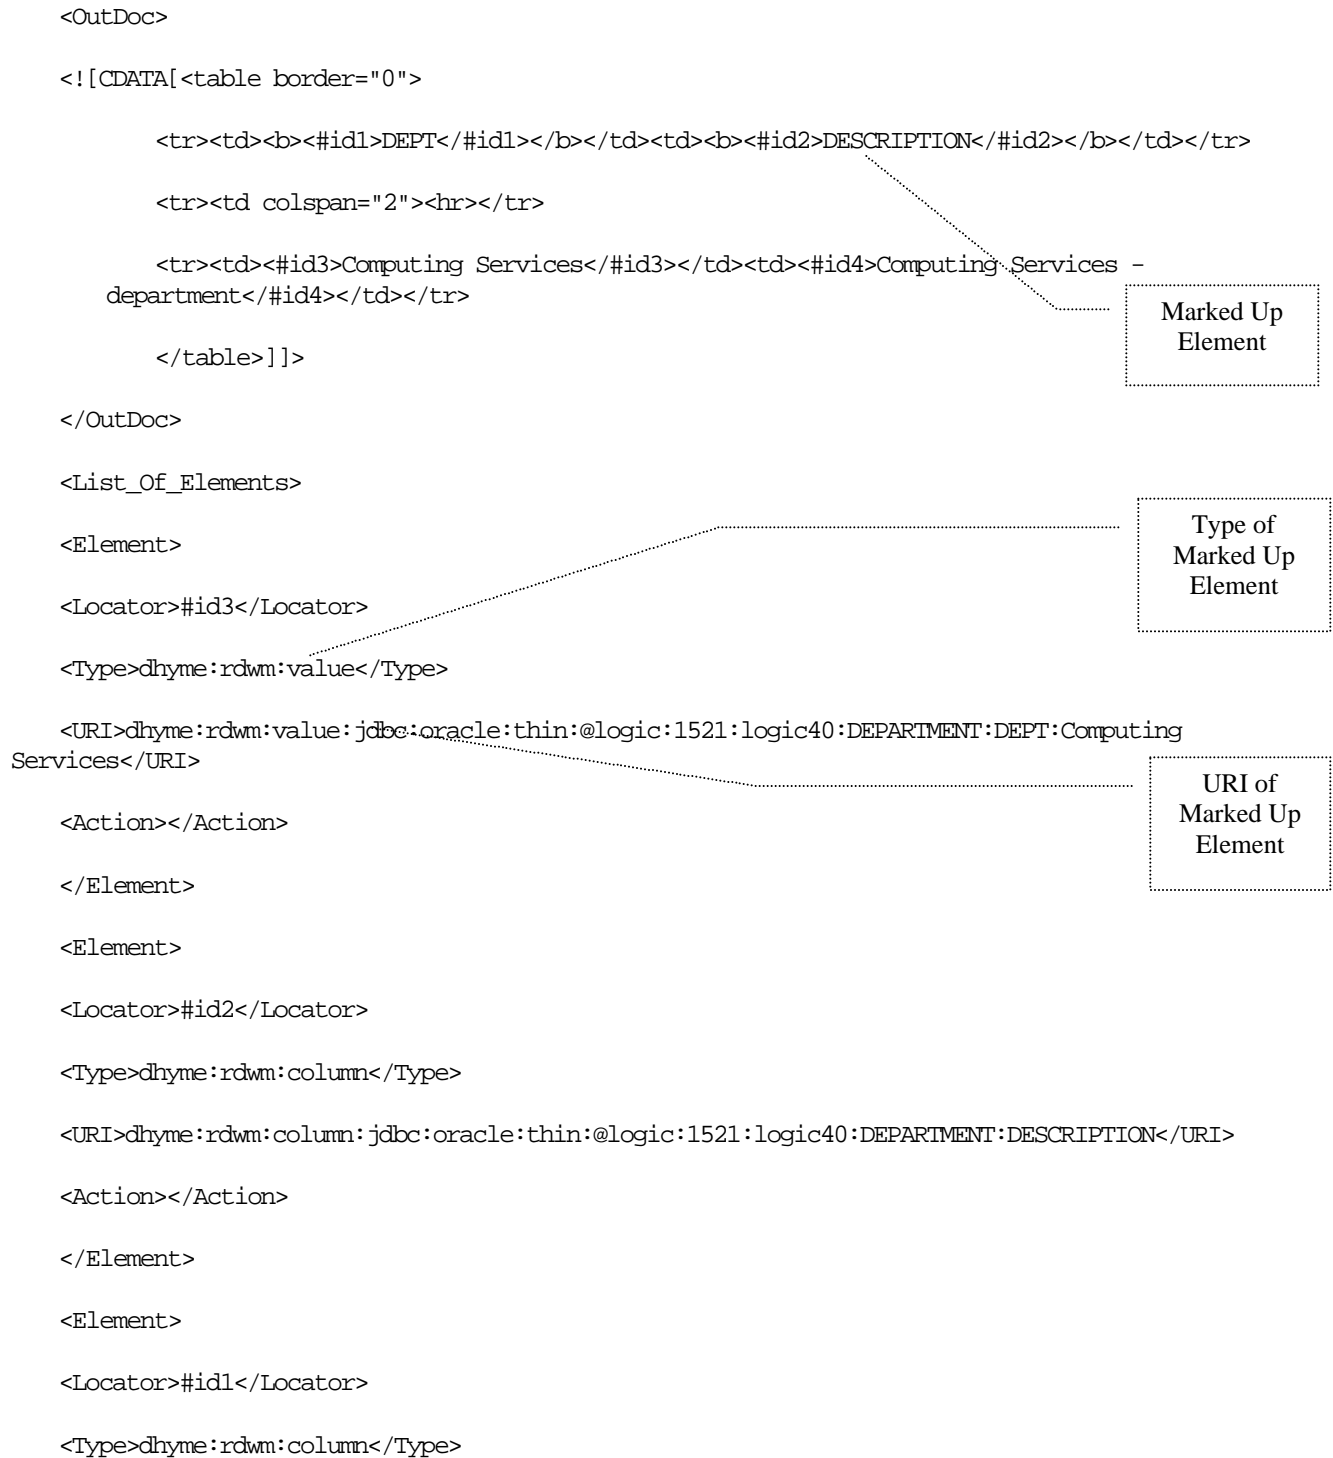 <OutDoc>
<![CDATA[<table border="0">
<tr><td><b><#id1>DEPT</#id1></b></td><td><b><#id2>DESCRIPTION</#id2></b></td></tr>
<tr><td colspan="2"><hr></tr>
<tr><td><#id3>Computing Services</#id3></td><td><#id4>Computing Services -
department</#id4></td></tr>
Marked Up
Element
</table>]]>
</OutDoc>
<List_Of_Elements>
Type of
Marked Up
Element
<Element>
<Locator>#id3</Locator>
<Type>dhyme:rdwm:value</Type>
<URI>dhyme:rdwm:value:jdbc:oracle:thin:@logic:1521:logic40:DEPARTMENT:DEPT:Computing
Services</URI>
URI of
Marked Up
Element
<Action></Action>
</Element>
<Element>
<Locator>#id2</Locator>
<Type>dhyme:rdwm:column</Type>
<URI>dhyme:rdwm:column:jdbc:oracle:thin:@logic:1521:logic40:DEPARTMENT:DESCRIPTION</URI>
<Action></Action>
</Element>
<Element>
<Locator>#id1</Locator>
<Type>dhyme:rdwm:column</Type>